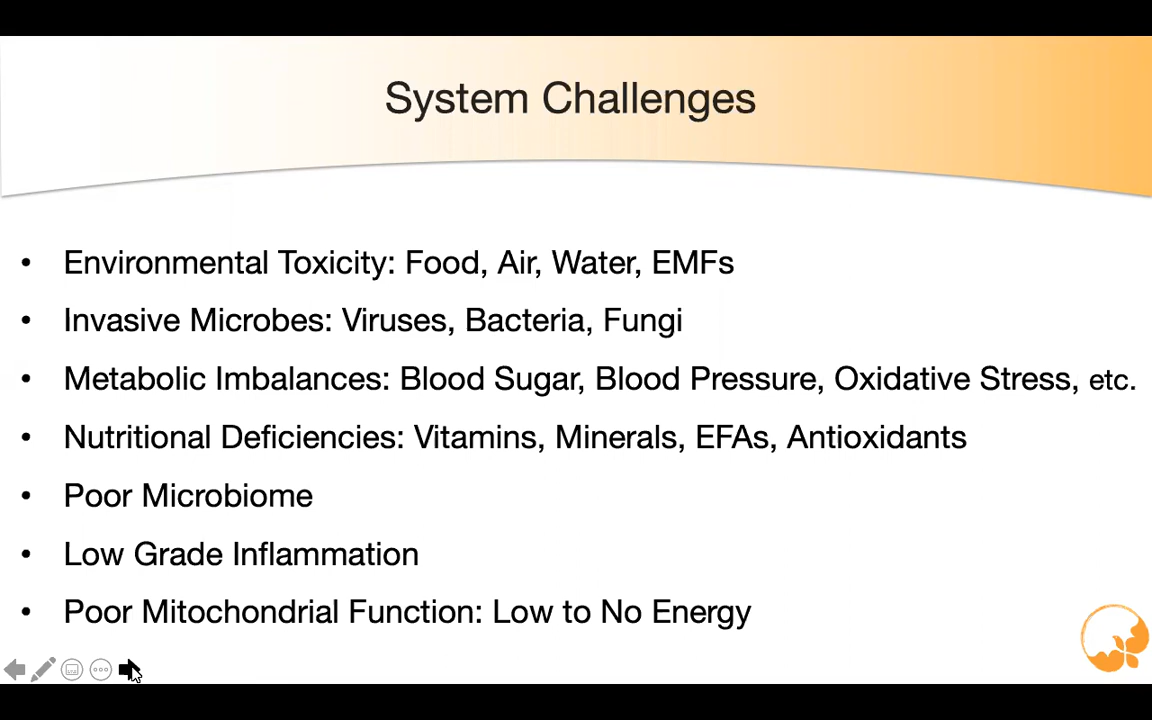 System Challenges
• Environmental Toxicity: Food, Air, Water, EMFs
• Invasive Microbes: Viruses, Bacteria, Fungi
• Metabolic Imbalances: Blood Sugar, Blood Pressure, Oxidative Stress, etc.
• Nutritional Deficiencies: Vitamins, Minerals, EFAs, Antioxidants
• Poor Microbiome
• Low Grade Inflammation
• Poor Mitochondrial Function: Low to No Energy